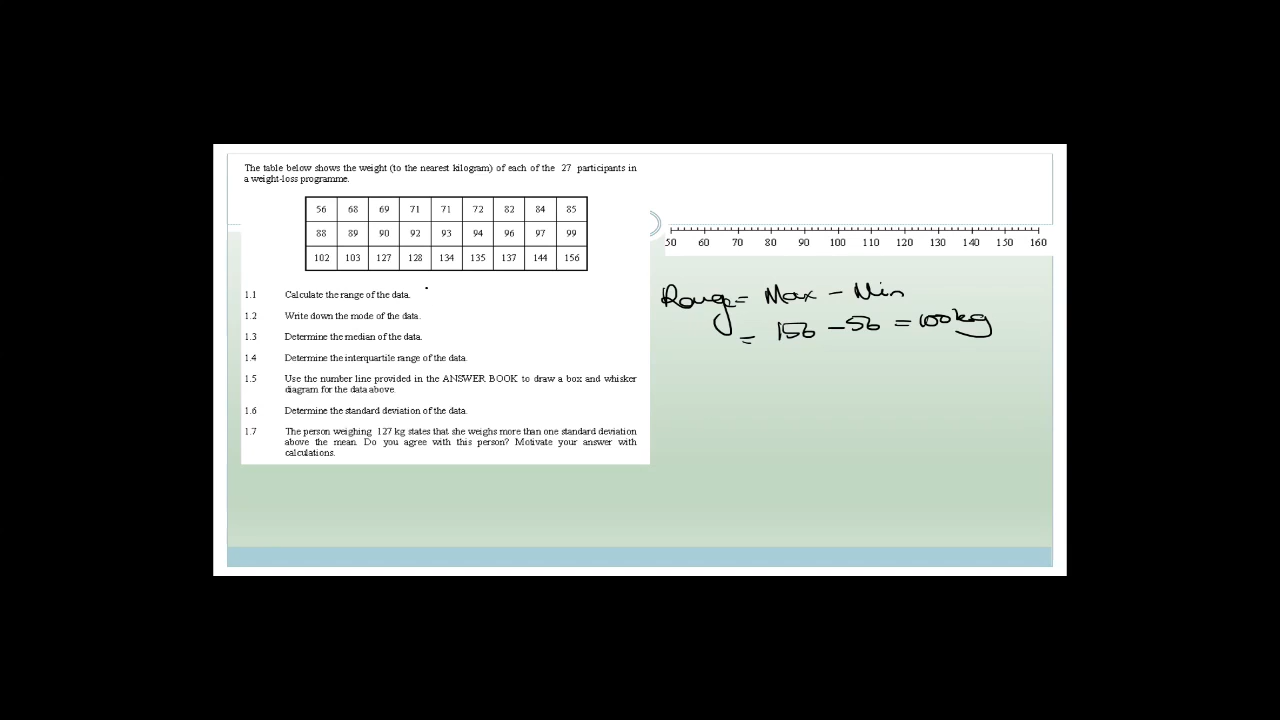 The table below shows the weight (to the nearest kilogram) of each of the 27 participants in
a weight-loss programme.
56 68 69 71 71 72 82 84 85
88 89 90 92 93 94 96 97 99
102 103 127 128 134 135 137 144 156
1.1 Calculate the range of the data.
1.2 Write down the mode of the data.
1.3 Determine the median of the data.
1.4 Determine the interquartile range of the data.
1.5 Use the number line provided in the ANSWER BOOK to draw a box and whisker
diagram for the data above.
1.6 Determine the standard deviation of the data.
1.7 The person weighing 127 kg states that she weighs more than one standard deviation
above the mean. Do you agree with this person? Motivate your answer with
calculations.
50 60 70 80 90 100 110 120 130 140 150 160
Range = Max - Min
= 156 - 56 = 100kg